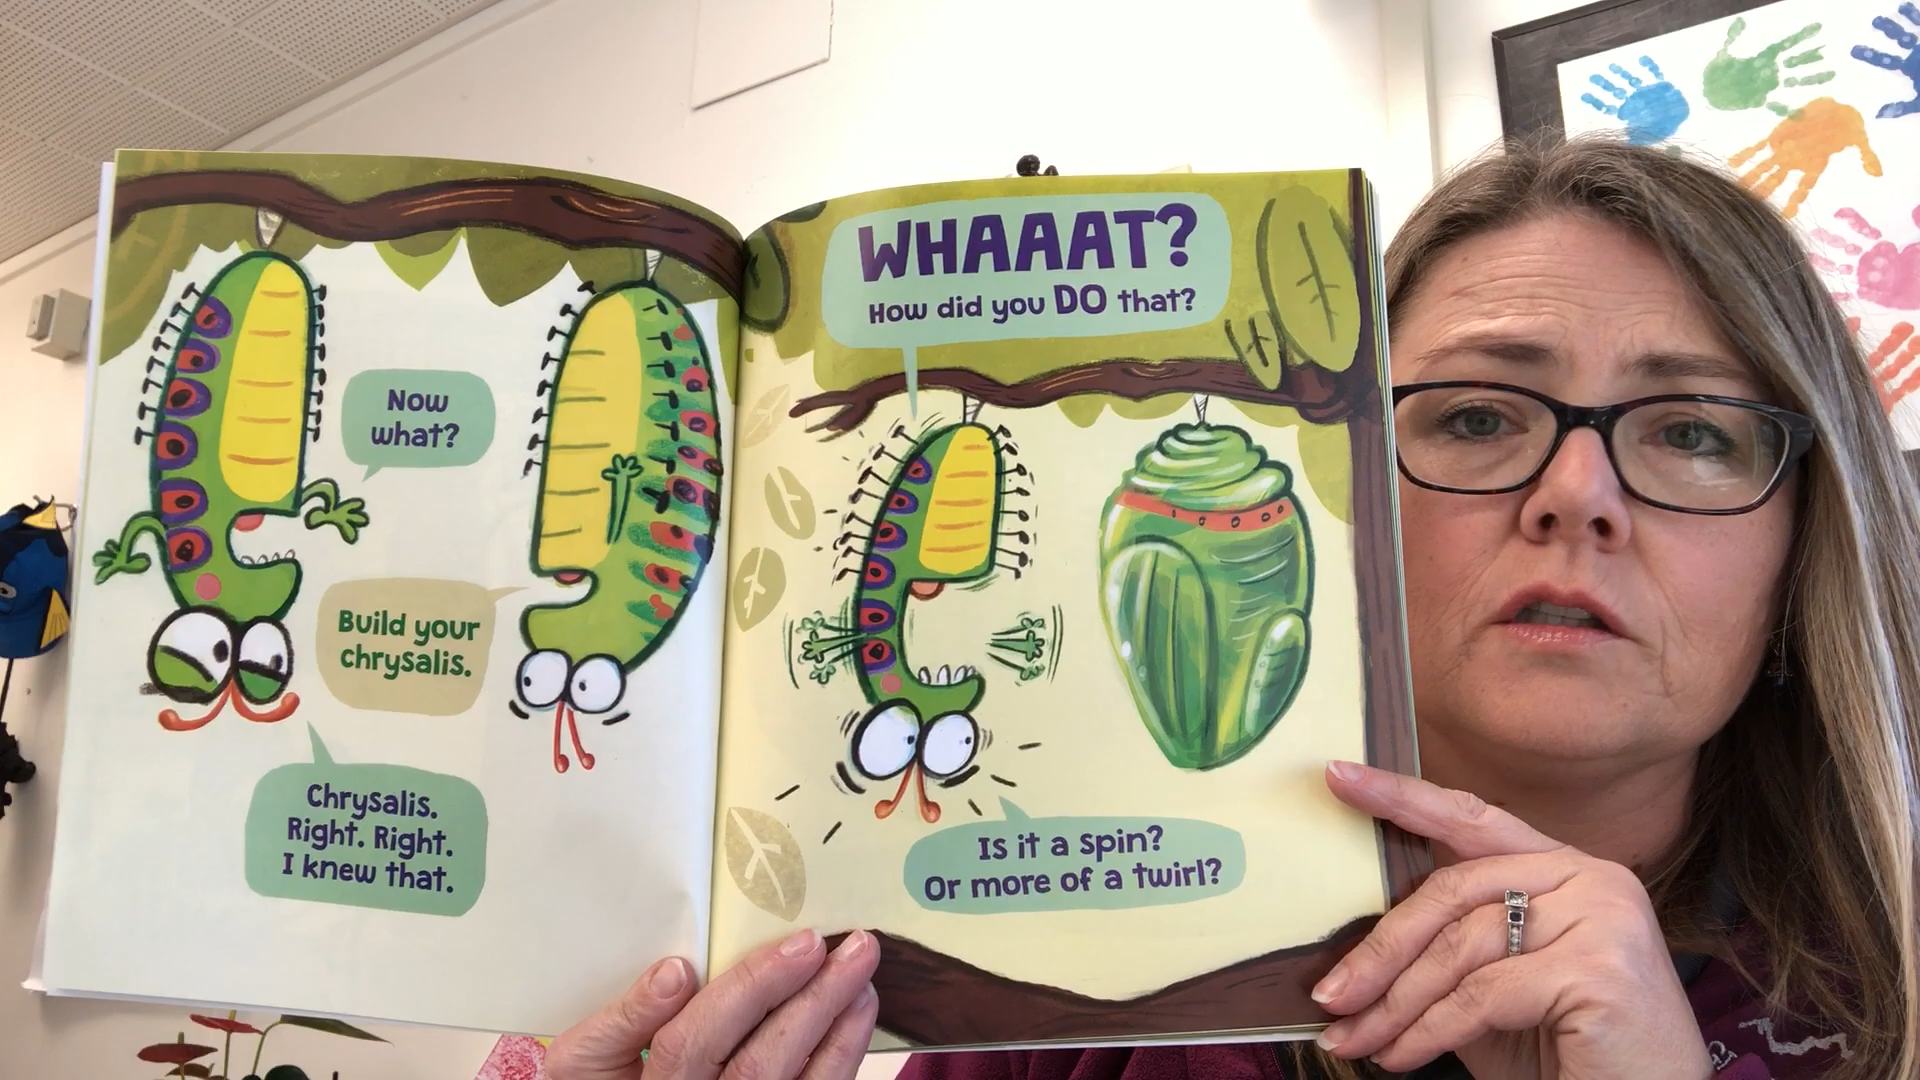 Now
what?
Build your
chrysalis.
Chrysalis.
Right. Right.
I knew that.
WHAAAT?
How did you DO that?
Is it a spin?
Or more of a twirl?